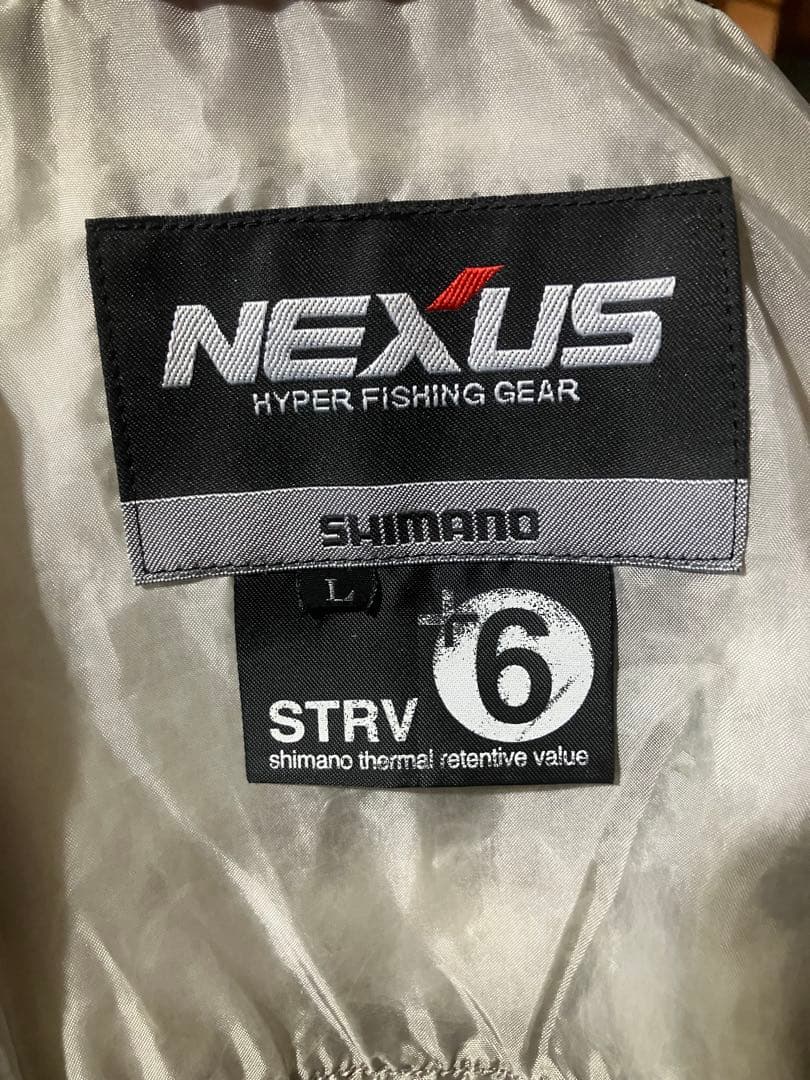 NEXUS
HYPER FISHING GEAR
SHIMANO
L
+6
STRV
shimano thermal retentive value